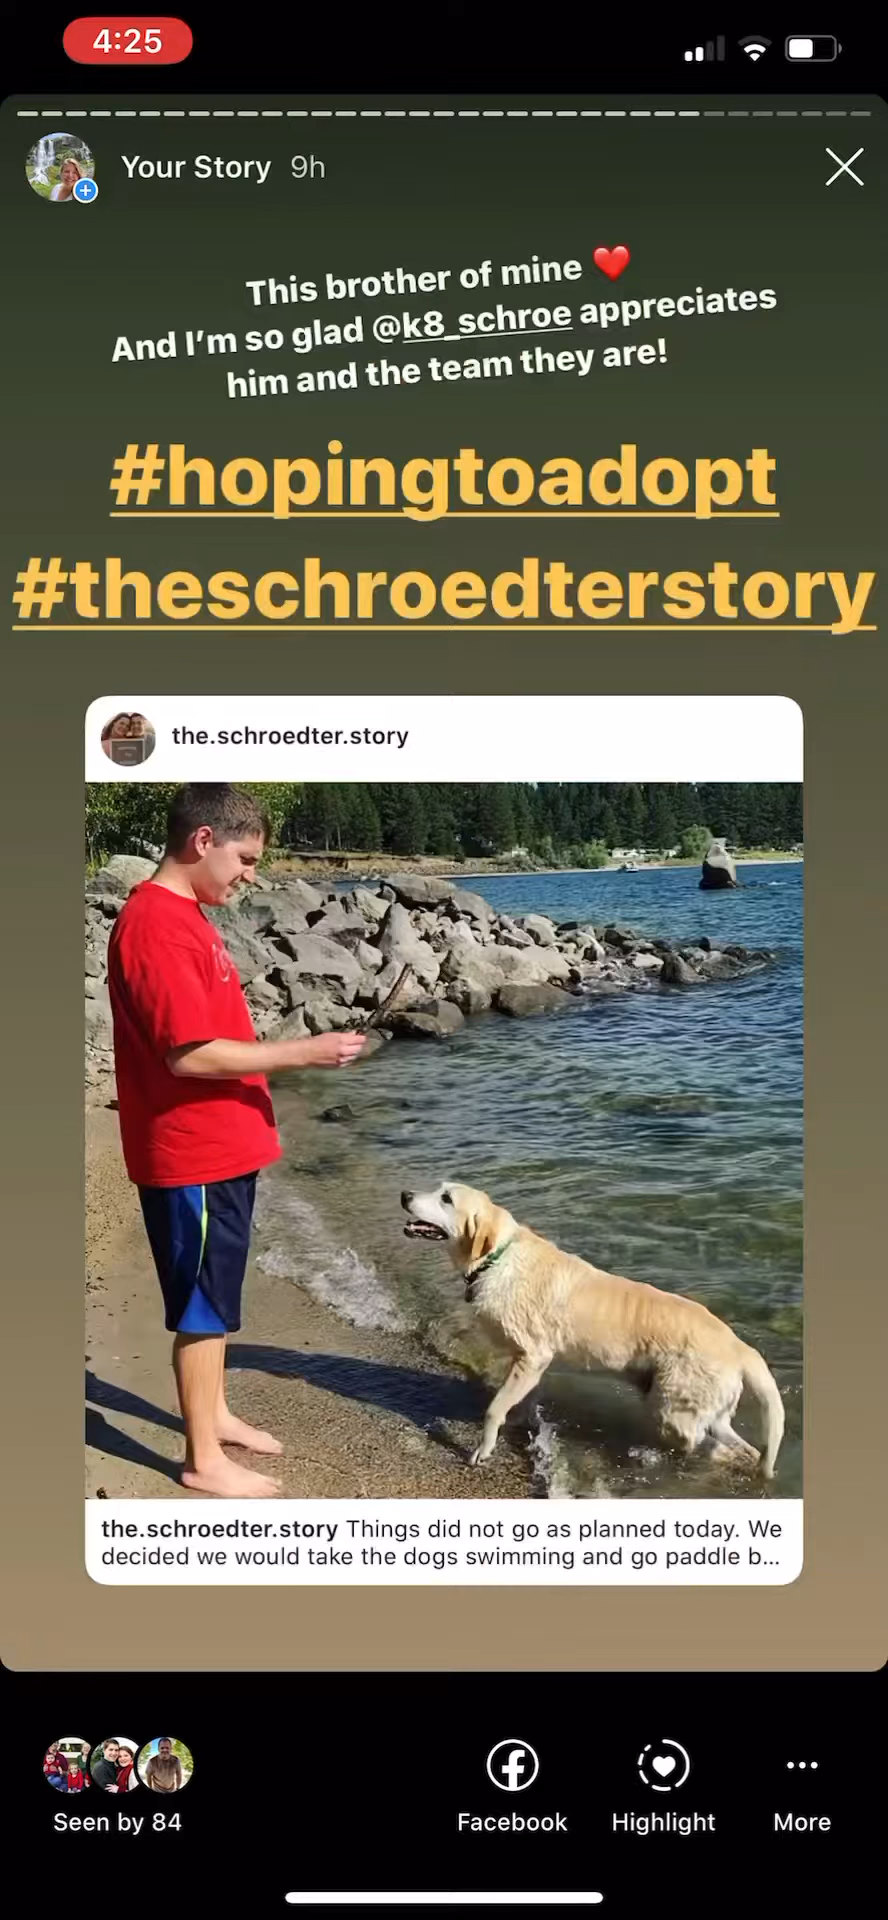 4:25
Your Story 9h
This brother of mine ❤️
And I’m so glad @k8_schroe appreciates
him and the team they are!
#hopingtoadopt
#theschroedterstory
the.schroedter.story
the.schroedter.story Things did not go as planned today. We
decided we would take the dogs swimming and go paddle b...
Seen by 84
Facebook
Highlight
More